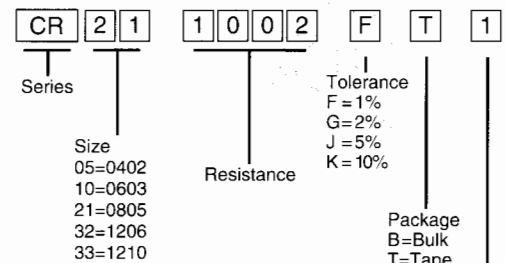 CR 2 1 1 0 0 2 F T 1
Series
Size
05=0402
10=0603
21=0805
32=1206
33=1210
Resistance
Tolerance
F=1%
G=2%
J=5%
K=10%
Package
B=Bulk
T=Tape